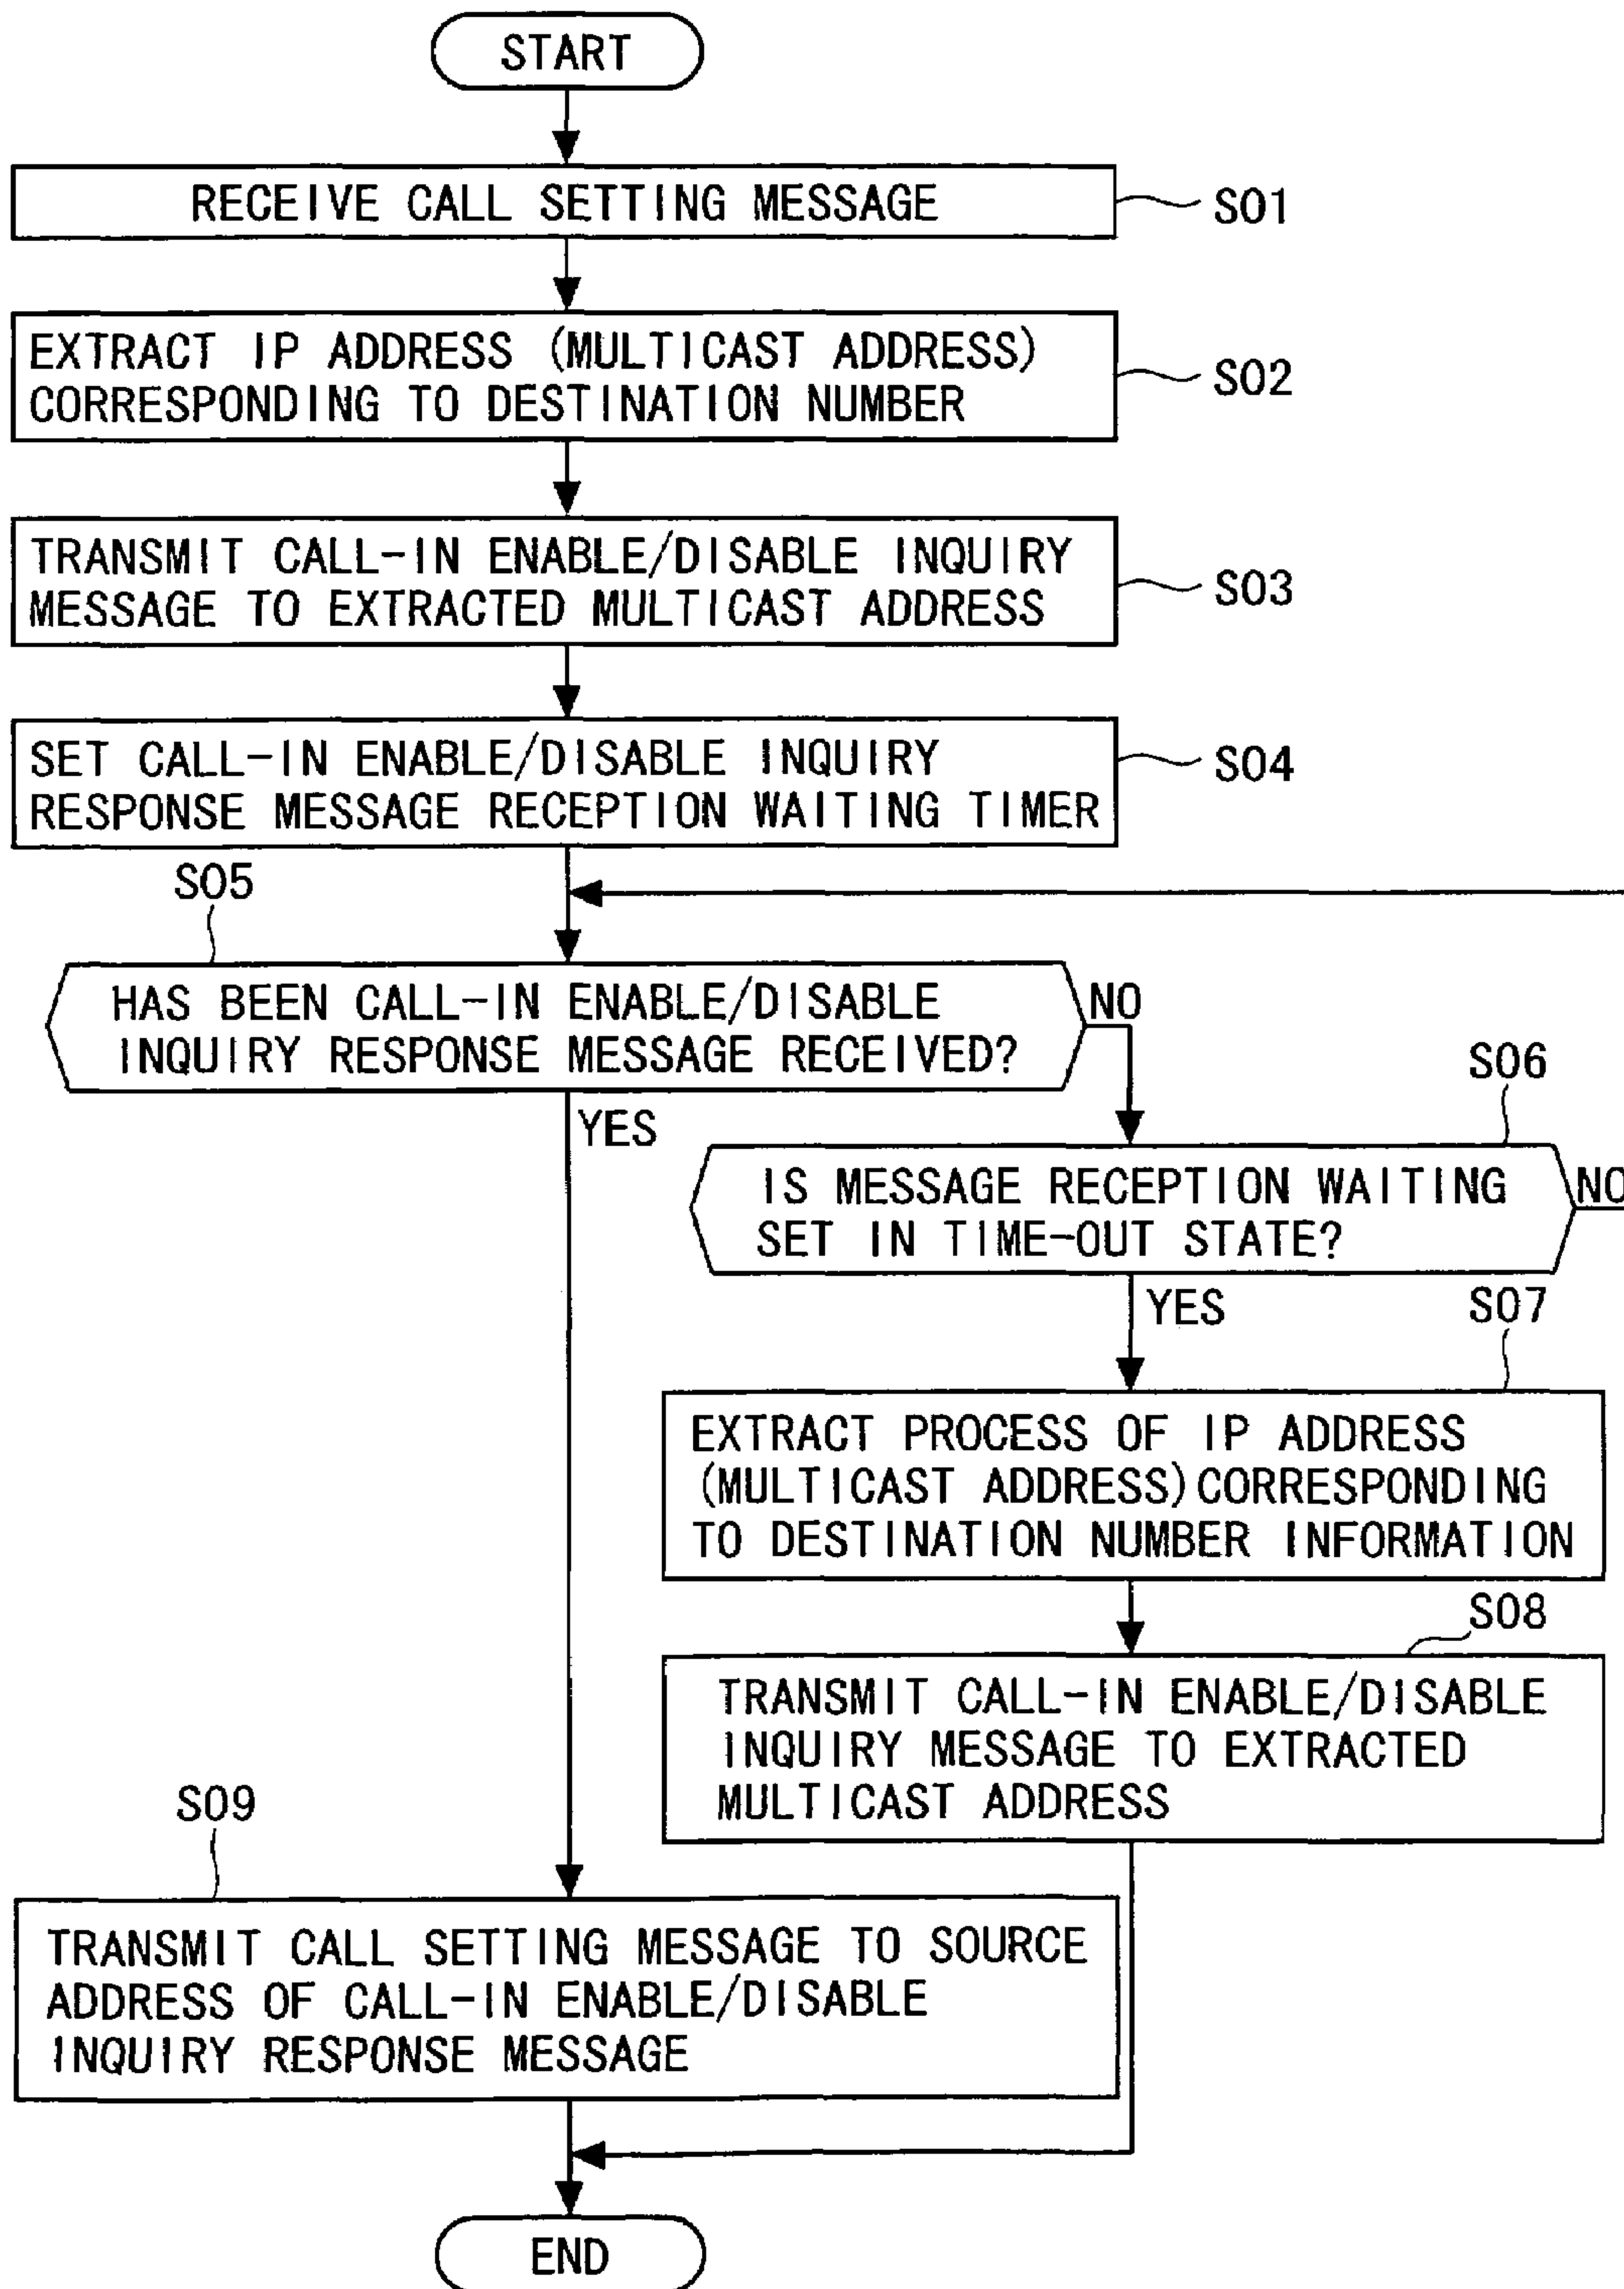 START
RECEIVE CALL SETTING MESSAGE
S01
EXTRACT IP ADDRESS (MULTICAST ADDRESS)
CORRESPONDING TO DESTINATION NUMBER
S02
TRANSMIT CALL-IN ENABLE/DISABLE INQUIRY
MESSAGE TO EXTRACTED MULTICAST ADDRESS
S03
SET CALL-IN ENABLE/DISABLE INQUIRY
RESPONSE MESSAGE RECEPTION WAITING TIMER
S04
S05
HAS BEEN CALL-IN ENABLE/DISABLE
INQUIRY RESPONSE MESSAGE RECEIVED?
NO
YES
S06
IS MESSAGE RECEPTION WAITING
SET IN TIME-OUT STATE?
NO
YES
S07
EXTRACT PROCESS OF IP ADDRESS
(MULTICAST ADDRESS)CORRESPONDING
TO DESTINATION NUMBER INFORMATION
S08
TRANSMIT CALL-IN ENABLE/DISABLE
INQUIRY MESSAGE TO EXTRACTED
MULTICAST ADDRESS
S09
TRANSMIT CALL SETTING MESSAGE TO SOURCE
ADDRESS OF CALL-IN ENABLE/DISABLE
INQUIRY RESPONSE MESSAGE
END